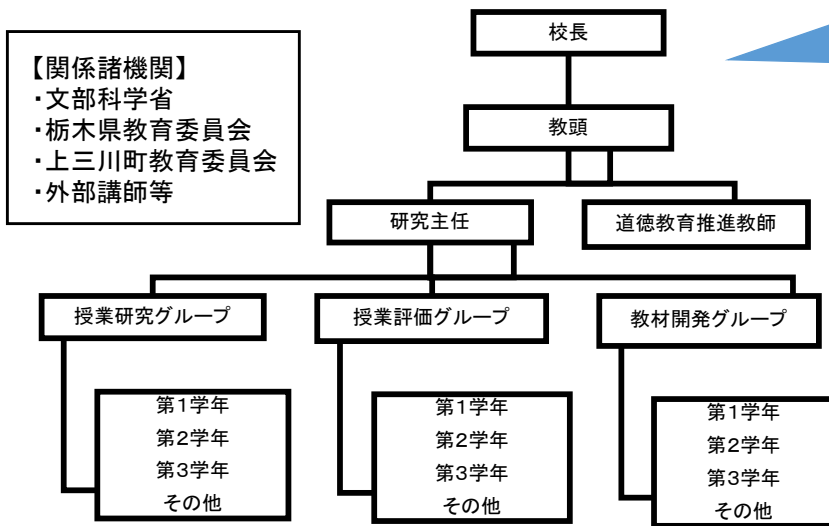 校長
【関係諸機関】
・文部科学省
・栃木県教育委員会
・上三川町教育委員会
・外部講師等
教頭
研究主任
道徳教育推進教師
授業研究グループ
授業評価グループ
教材開発グループ
第1学年
第2学年
第3学年
その他
第1学年
第2学年
第3学年
その他
第1学年
第2学年
第3学年
その他